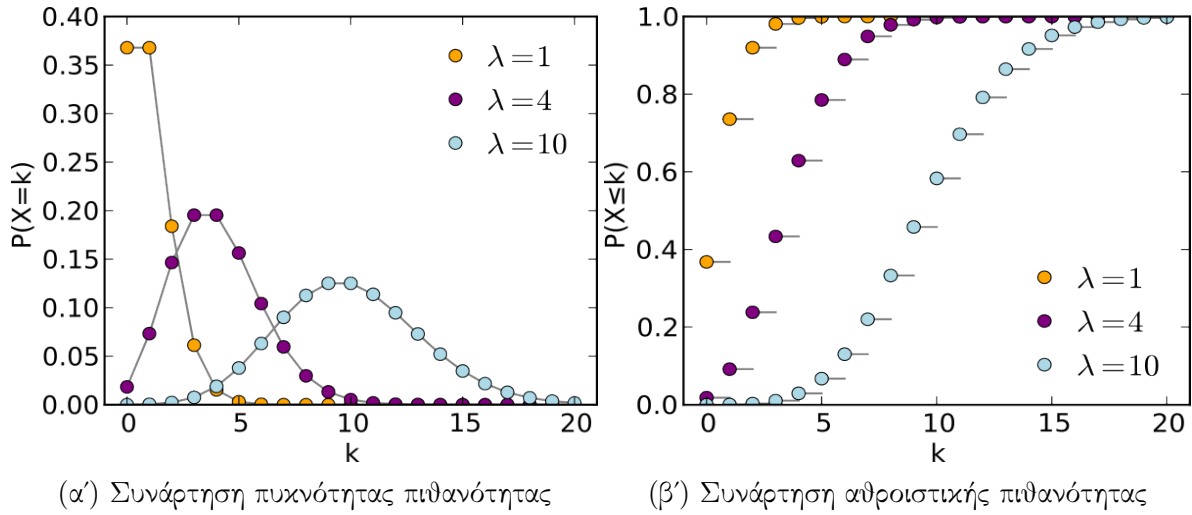 0.40
0.35
0.30
0.25
0.20
0.15
0.10
0.05
0.00
P(X=k)
0 5 10 15 20
k
λ=1
λ=4
λ=10
(αʹ) Συνάρτηση πυκνότητας πιθανότητας
1.0
0.8
0.6
0.4
0.2
0.0
P(X≤k)
0 5 10 15 20
k
λ=1
λ=4
λ=10
(βʹ) Συνάρτηση αθροιστικής πιθανότητας